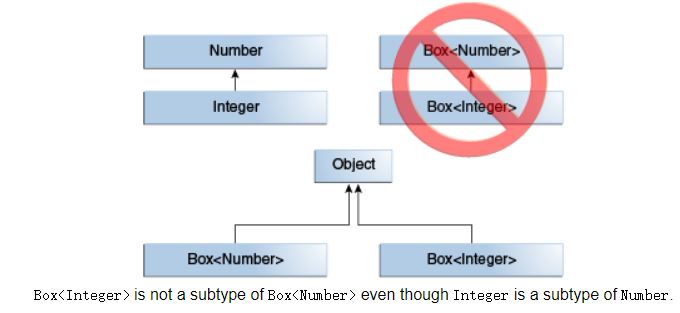 Number
Box<Number>
Integer
Box<Integer>
Object
Box<Number>
Box<Integer>
Box<Integer> is not a subtype of Box<Number> even though Integer is a subtype of Number.